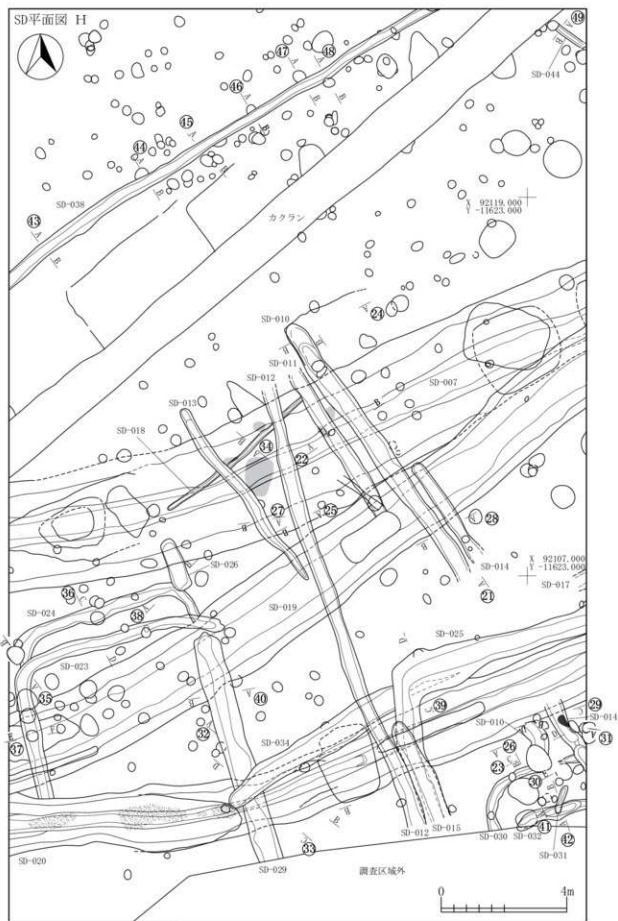 SD平面図 H
㊾
SD-044
㊼
㊽
㊻
㊺
㊹
㊸
SD-038
カクラン
X 92119.000
Y -11623.000
㉔
SD-010
SD-011
SD-012
SD-007
SD-013
SD-018
㉞
㉒
㉗
㉕
㉘
SD-014
X 92107.000
Y -11623.000
SD-017
㉑
SD-026
㊱
SD-024
㊳
SD-019
SD-023
SD-025
㉟
㊵
㊴
㉜
㊲
SD-034
SD-010
㉙
SD-014
㉛
㉖
㉓
㉚
SD-012
SD-015
SD-030
SD-032
㊶
㊷
SD-031
SD-020
SD-029
㉝
調査区域外
0
4m